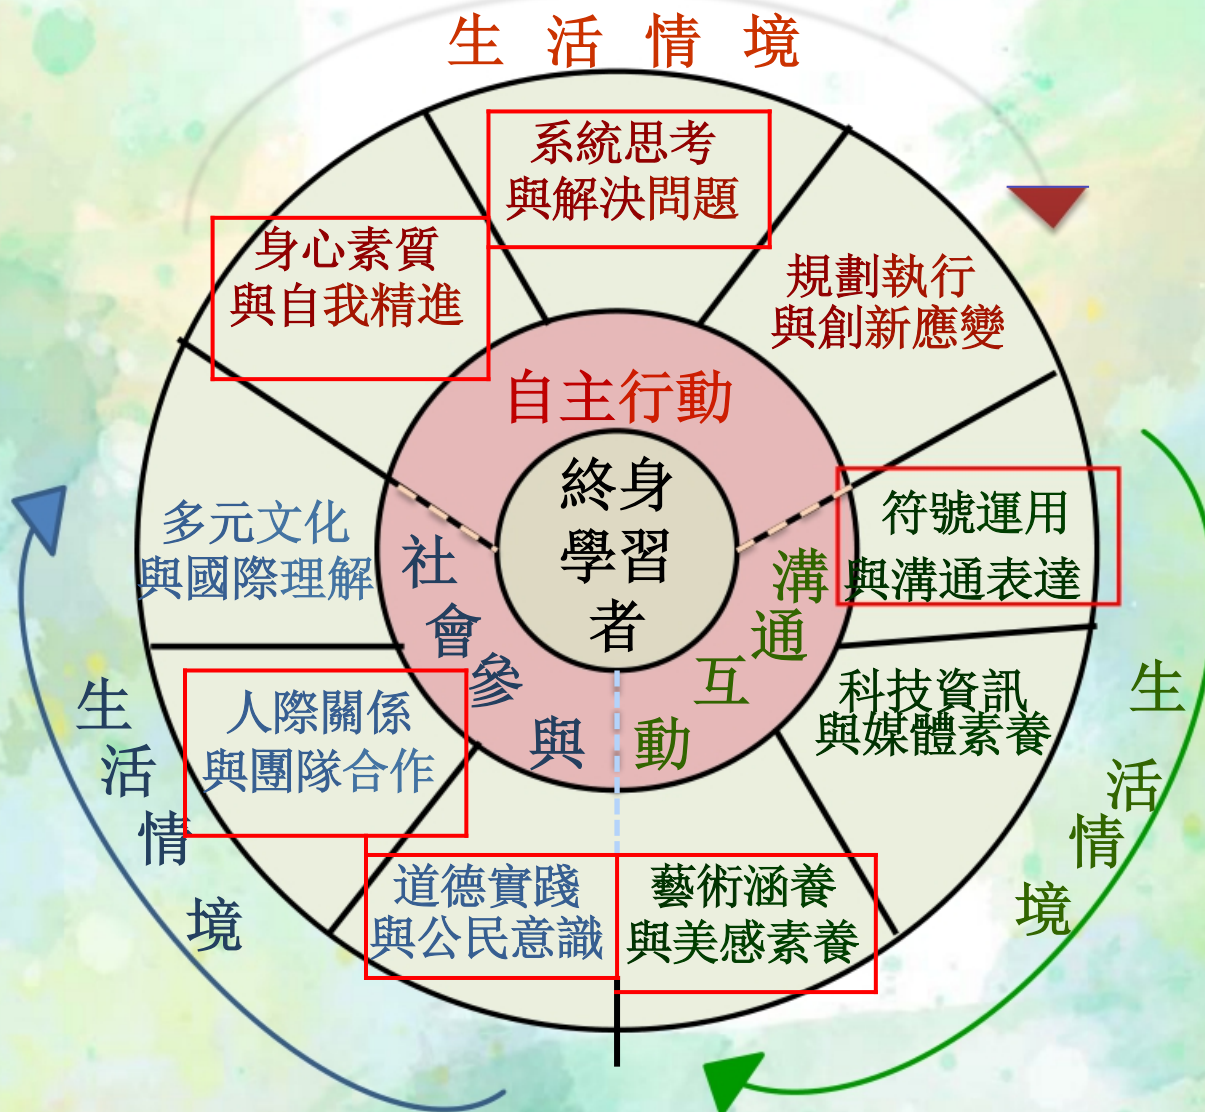 生活情境
系統思考
與解決問題
身心素質
與自我精進
規劃執行
與創新應變
自主行動
終身
學習
者
符號運用
與溝通表達
多元文化
與國際理解
社會參與
溝通互動
科技資訊
與媒體素養
人際關係
與團隊合作
道德實踐
與公民意識
藝術涵養
與美感素養
生活情境
生活情境